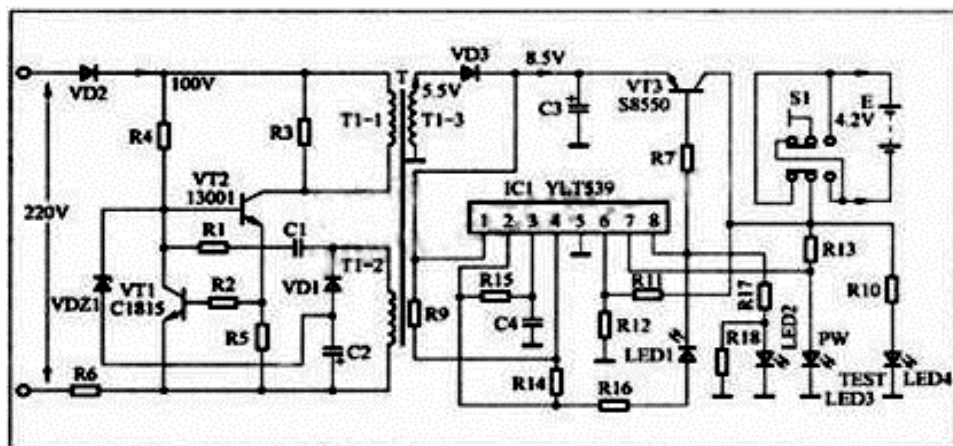 VD2
100V
R4
R3
T
T1-1
5.5V
T1-3
VD3
8.5V
C3
VT3
S8550
R7
S1
E
4.2V
220V
VT2
13001
R1
C1
T1-2
VDZ1
VT1
C1815
R2
R5
VD1
C2
R6
IC1 YLT539
1 2 3 4 5 6 7 8
R9
R15
C4
R14
R16
R12
R11
LED1
R17
R18
LED2
R13
PW
LED3
R10
TEST
LED4